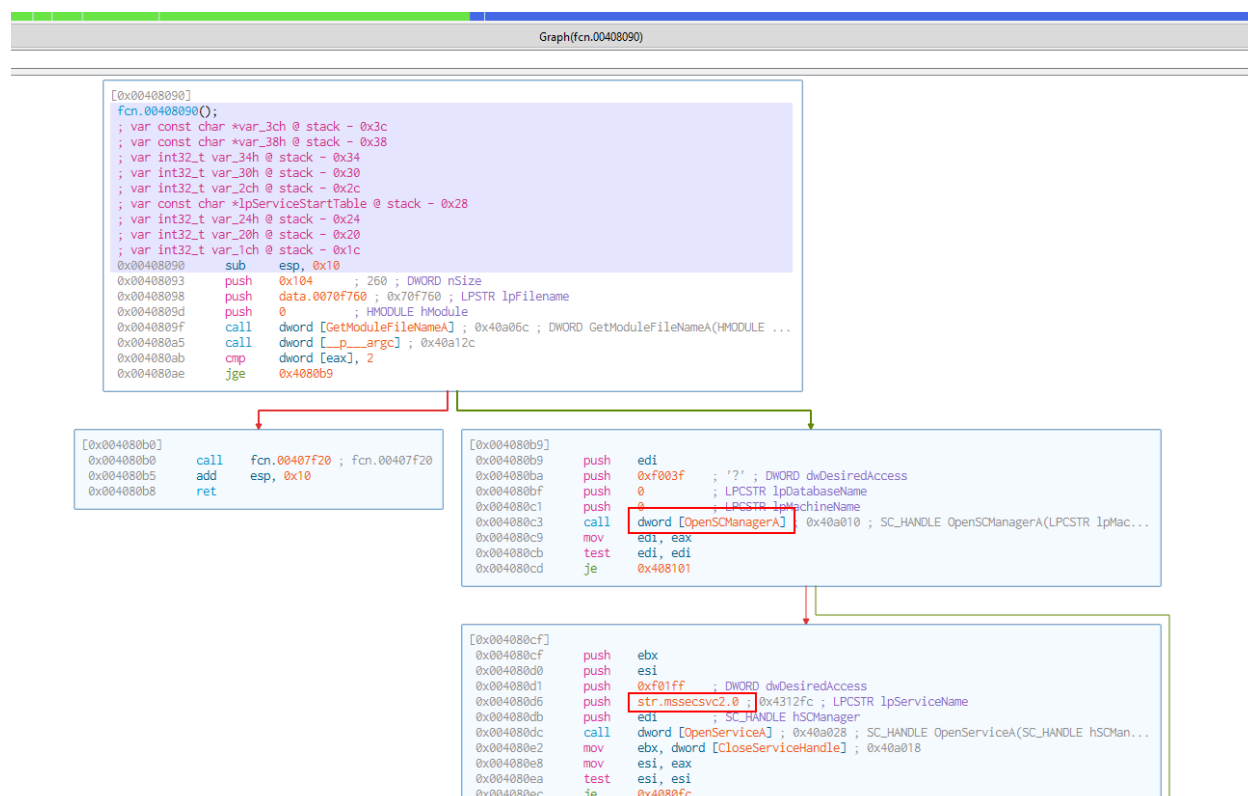 Graph(fcn.00408090)
[0x00408090]
fcn.00408090();
; var const char *var_3ch @ stack - 0x3c
; var const char *var_38h @ stack - 0x38
; var int32_t var_34h @ stack - 0x34
; var int32_t var_30h @ stack - 0x30
; var int32_t var_2ch @ stack - 0x2c
; var const char *lpServiceStartTable @ stack - 0x28
; var int32_t var_24h @ stack - 0x24
; var int32_t var_20h @ stack - 0x20
; var int32_t var_1ch @ stack - 0x1c
0x00408090 sub esp, 0x10
0x00408093 push 0x104 ; 260 ; DWORD nSize
0x00408098 push data.0070f760 ; 0x70f760 ; LPSTR lpFilename
0x0040809d push 0 ; HMODULE hModule
0x0040809f call dword [GetModuleFileNameA] ; 0x40a06c ; DWORD GetModuleFileNameA(HMODULE ...
0x004080a5 call dword [__p___argc] ; 0x40a12c
0x004080ab cmp dword [eax], 2
0x004080ae jge 0x4080b9
[0x004080b0]
0x004080b0 call fcn.00407f20 ; fcn.00407f20
0x004080b5 add esp, 0x10
0x004080b8 ret
[0x004080b9]
0x004080b9 push edi
0x004080ba push 0xf003f ; '?' ; DWORD dwDesiredAccess
0x004080bf push 0 ; LPCSTR lpDatabaseName
0x004080c1 push 0 ; LPCSTR lpMachineName
0x004080c3 call dword [OpenSCManagerA] ; 0x40a010 ; SC_HANDLE OpenSCManagerA(LPCSTR lpMac...
0x004080c9 mov edi, eax
0x004080cb test edi, edi
0x004080cd je 0x408101
[0x004080cf]
0x004080cf push ebx
0x004080d0 push esi
0x004080d1 push 0xf01ff ; DWORD dwDesiredAccess
0x004080d6 push str.mssecsvc2.0 ; 0x4312fc ; LPCSTR lpServiceName
0x004080db push edi ; SC_HANDLE hSCManager
0x004080dc call dword [OpenServiceA] ; 0x40a028 ; SC_HANDLE OpenServiceA(SC_HANDLE hSCMan...
0x004080e2 mov ebx, dword [CloseServiceHandle] ; 0x40a018
0x004080e8 mov esi, eax
0x004080ea test esi, esi
0x004080ec je 0x4080fc